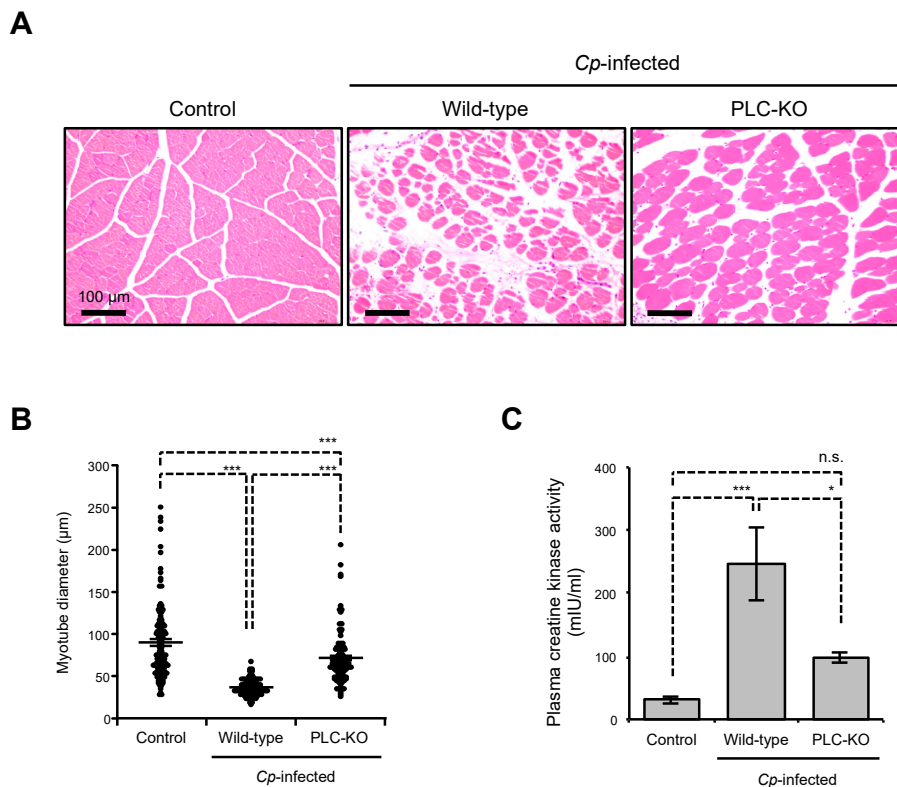 A
Cp-infected
Control Wild-type PLC-KO
100 µm
B
***
*** ***
300
250
200
150
100
50
0
Myotube diameter (µm)
Control Wild-type PLC-KO
Cp-infected
C
n.s.
*** *
400
300
200
100
0
Plasma creatine kinase activity
(mIU/ml)
Control Wild-type PLC-KO
Cp-infected